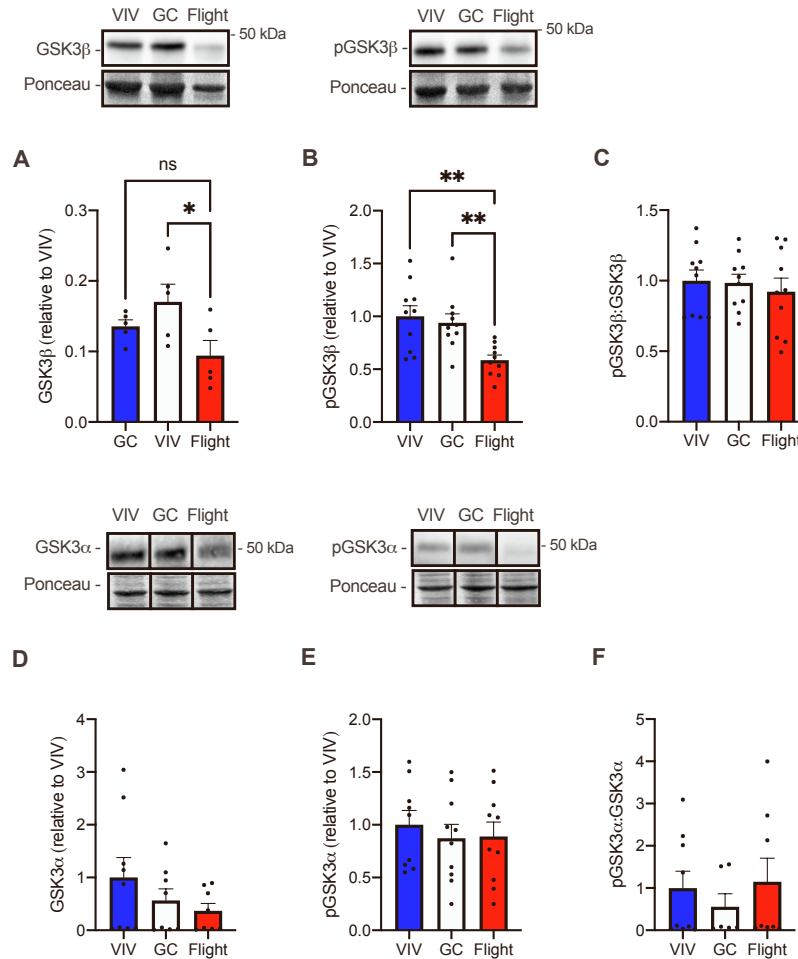 VIV GC Flight
GSK3β -
- 50 kDa
Ponceau -
VIV GC Flight
pGSK3β -
- 50 kDa
Ponceau -
A
ns
*
GSK3β (relative to VIV)
0.3
0.2
0.1
0.0
GC VIV Flight
B
**
**
pGSK3β (relative to VIV)
2.0
1.5
1.0
0.5
0.0
VIV GC Flight
C
pGSK3β:GSK3β
1.5
1.0
0.5
0.0
VIV GC Flight
VIV GC Flight
GSK3α -
- 50 kDa
Ponceau -
VIV GC Flight
pGSK3α -
- 50 kDa
Ponceau -
D
GSK3α (relative to VIV)
4
3
2
1
0
VIV GC Flight
E
pGSK3α (relative to VIV)
2.0
1.5
1.0
0.5
0.0
VIV GC Flight
F
pGSK3α:GSK3α
5
4
3
2
1
0
VIV GC Flight